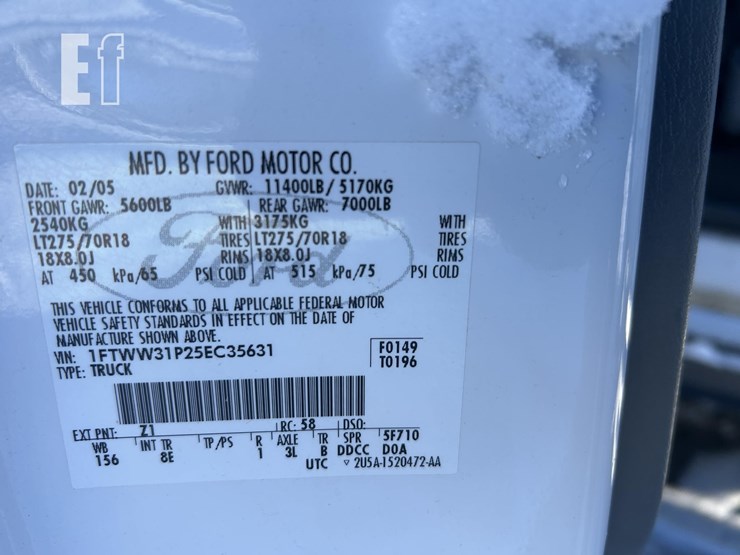 Ef
MFD. BY FORD MOTOR CO.
DATE: 02/05 GVWR: 11400LB / 5170KG
FRONT GAWR: 5600LB REAR GAWR: 7000LB
2540KG WITH 3175KG WITH
LT275/70R18 TIRES LT275/70R18 TIRES
18X8.0J RIMS 18X8.0J RIMS
AT 450 kPa/65 PSI COLD AT 515 kPa/75 PSI COLD
Ford
THIS VEHICLE CONFORMS TO ALL APPLICABLE FEDERAL MOTOR
VEHICLE SAFETY STANDARDS IN EFFECT ON THE DATE OF
MANUFACTURE SHOWN ABOVE.
VIN: 1FTWW31P25EC35631 F0149
TYPE: TRUCK T0196
EXT PNT: Z1 RC: 58 DSO:
WB INT TR TP/PS R AXLE TR SPR 5F710
156 8E 1 3L B DDCC D0A
UTC ▽ 2U5A-1520472-AA